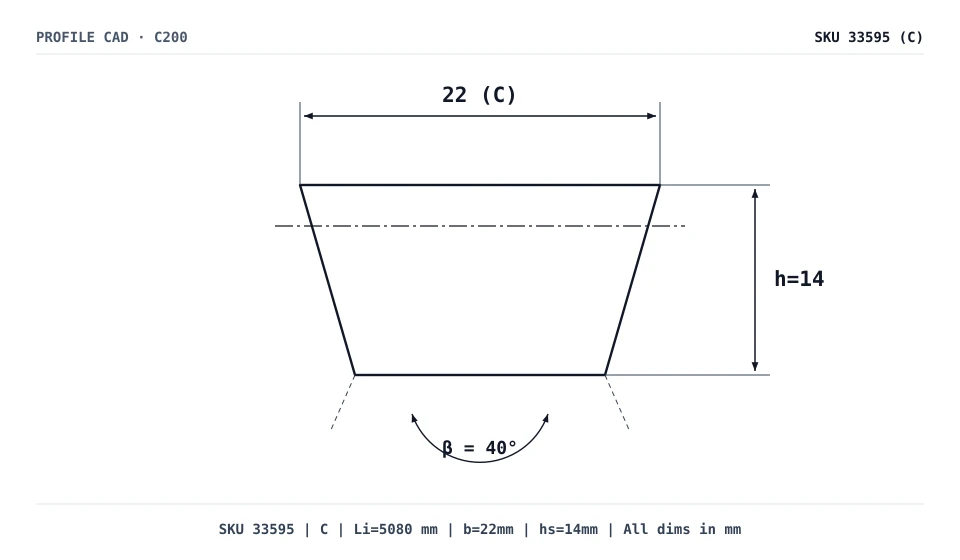 PROFILE CAD · C200
SKU 33595 (C)
22 (C)
h=14
β = 40°
SKU 33595 | C | Li=5080 mm | b=22mm | hs=14mm | All dims in mm